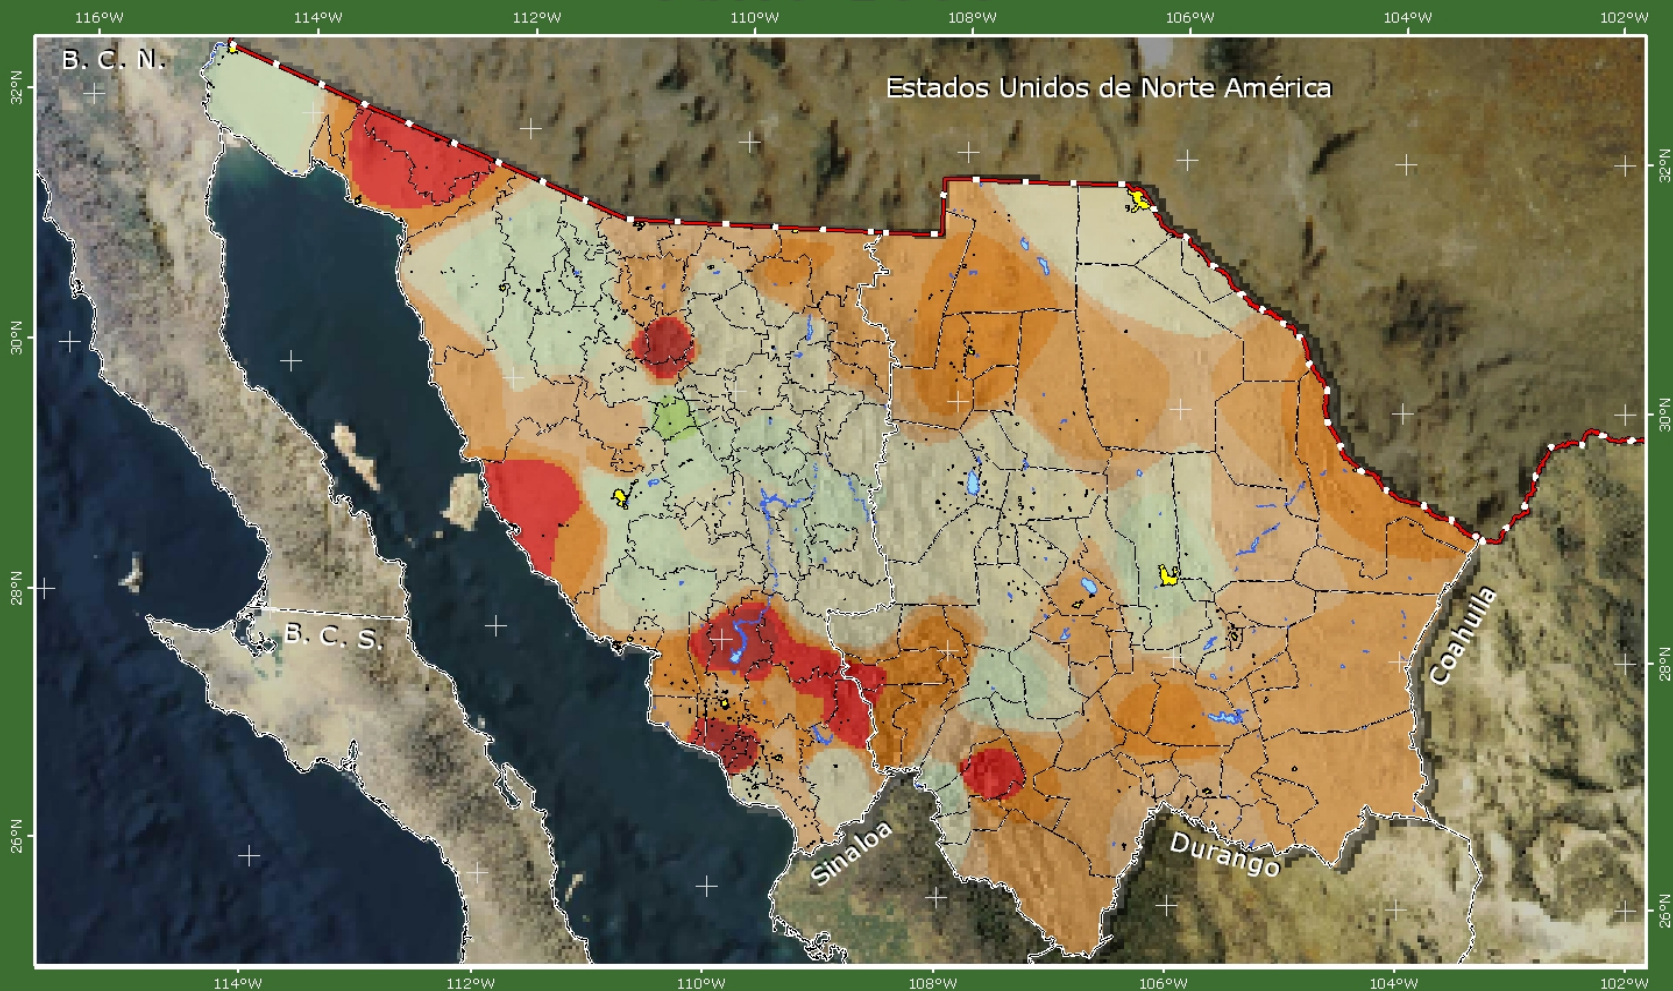 116°W 114°W 112°W 110°W 108°W 106°W 104°W 102°W
B. C. N.
Estados Unidos de Norte América
32°N
32°N
30°N
30°N
28°N
B. C. S.
Coahuila
28°N
26°N
Sinaloa
Durango
26°N
114°W 112°W 110°W 108°W 106°W 104°W 102°W